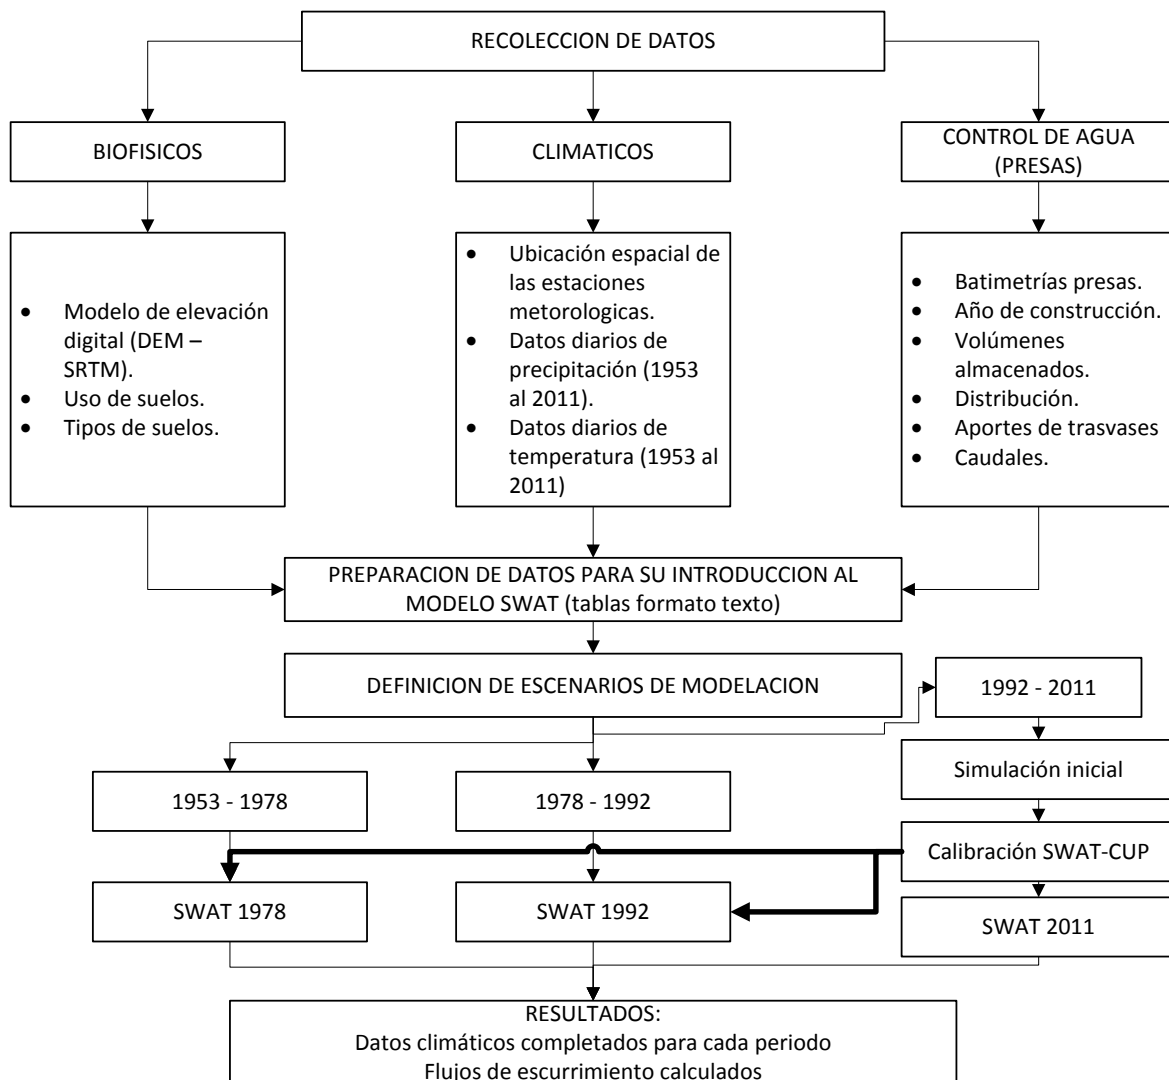 RECOLECCION DE DATOS
BIOFISICOS
CLIMATICOS
CONTROL DE AGUA
(PRESAS)
• Modelo de elevación
digital (DEM –
SRTM).
• Uso de suelos.
• Tipos de suelos.
• Ubicación espacial de
las estaciones
metorologicas.
• Datos diarios de
precipitación (1953
al 2011).
• Datos diarios de
temperatura (1953 al
2011)
• Batimetrías presas.
• Año de construcción.
• Volúmenes
almacenados.
• Distribución.
• Aportes de trasvases
• Caudales.
PREPARACION DE DATOS PARA SU INTRODUCCION AL
MODELO SWAT (tablas formato texto)
DEFINICION DE ESCENARIOS DE MODELACION
1992 - 2011
Simulación inicial
1953 - 1978
1978 - 1992
Calibración SWAT-CUP
SWAT 1978
SWAT 1992
SWAT 2011
RESULTADOS:
Datos climáticos completados para cada periodo
Flujos de escurrimiento calculados